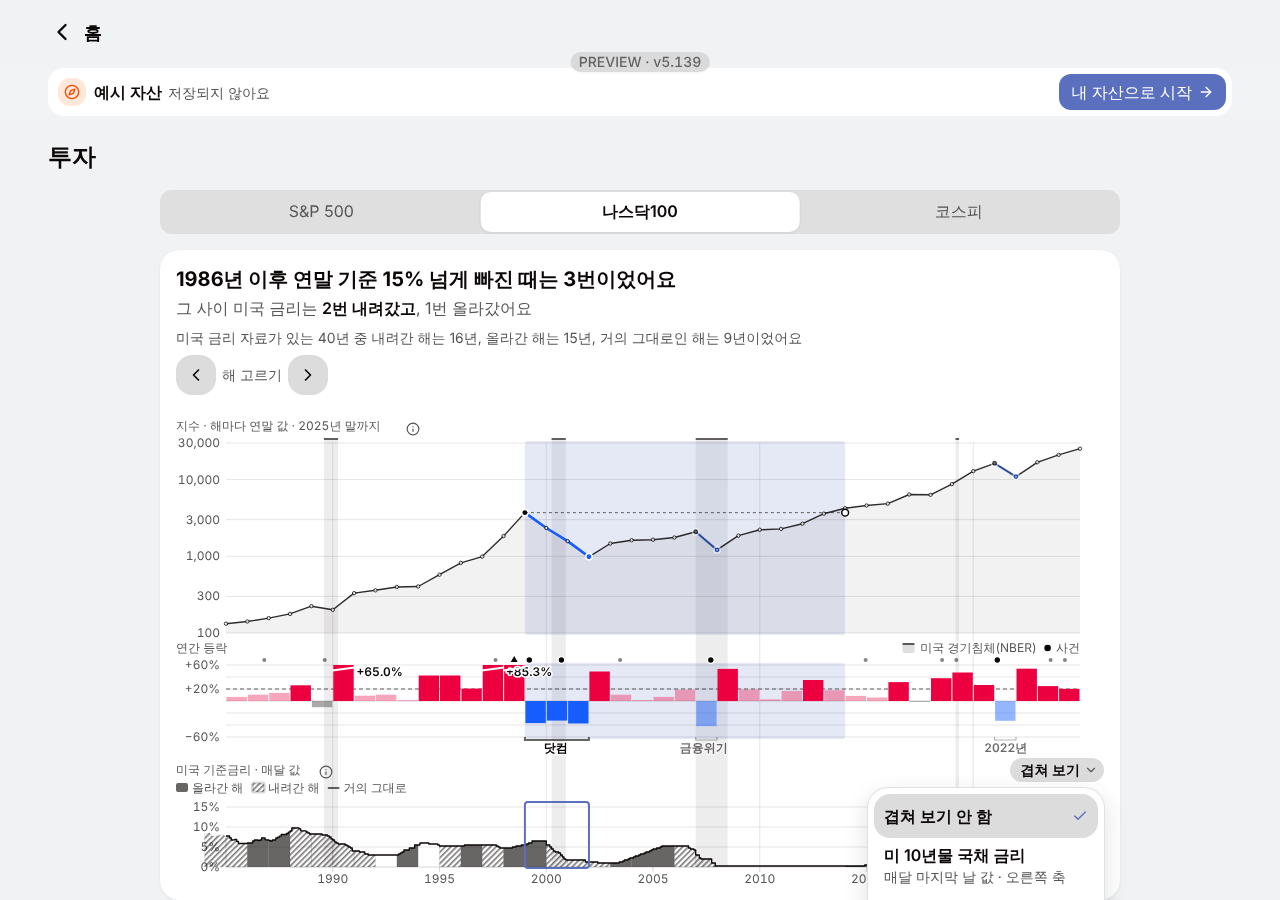 홈
PREVIEW · v5.139
예시 자산 저장되지 않아요
내 자산으로 시작 →
투자
S&P 500
나스닥100
코스피
1986년 이후 연말 기준 15% 넘게 빠진 때는 3번이었어요
그 사이 미국 금리는 2번 내려갔고, 1번 올라갔어요
미국 금리 자료가 있는 40년 중 내려간 해는 16년, 올라간 해는 15년, 거의 그대로인 해는 9년이었어요
해 고르기
지수 · 해마다 연말 값 · 2025년 말까지
30,000
10,000
3,000
1,000
300
100
연간 등락
미국 경기침체(NBER) 사건
+60%
+65.0%
+85.3%
+20%
−60%
닷컴
금융위기
2022년
미국 기준금리 · 매달 값
겹쳐 보기
올라간 해 내려간 해 거의 그대로
15%
10%
5%
0%
1990
1995
2000
2005
2010
20
겹쳐 보기 안 함
미 10년물 국채 금리
매달 마지막 날 값 · 오른쪽 축